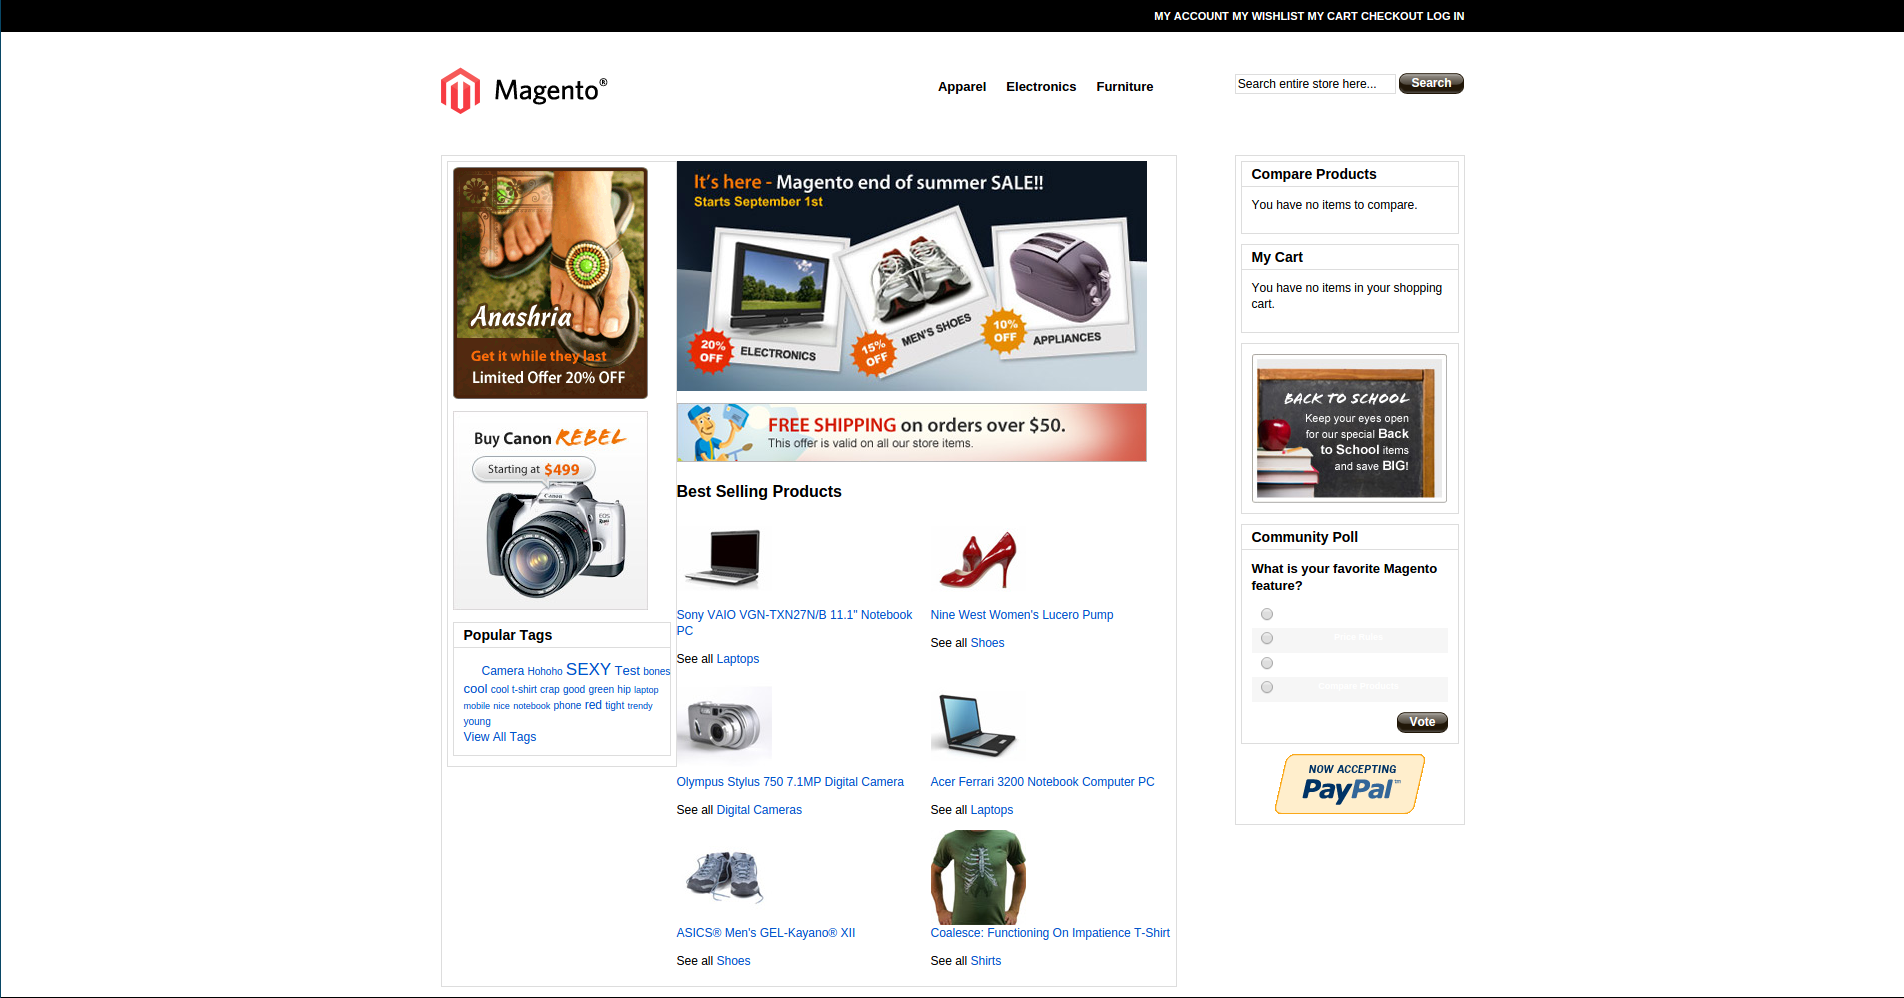 MY ACCOUNT MY WISHLIST MY CART CHECKOUT LOG IN
Magento®
Apparel Electronics Furniture
Search entire store here... Search
Anashria
Get it while they last
Limited Offer 20% OFF
Buy Canon REBEL
Starting at $499
Canon
EOS
Popular Tags
Camera Hohoho SEXY Test bones
cool cool t-shirt crap good green hip laptop
mobile nice notebook phone red tight trendy
young
View All Tags
It's here - Magento end of summer SALE!!
Starts September 1st
20% OFF
ELECTRONICS
15% OFF
MEN'S SHOES
10% OFF
APPLIANCES
FREE SHIPPING on orders over $50.
This offer is valid on all our store items.
Best Selling Products
Sony VAIO VGN-TXN27N/B 11.1" Notebook
PC
See all Laptops
Nine West Women's Lucero Pump
See all Shoes
Olympus Stylus 750 7.1MP Digital Camera
See all Digital Cameras
Acer Ferrari 3200 Notebook Computer PC
See all Laptops
ASICS® Men's GEL-Kayano® XII
See all Shoes
Coalesce: Functioning On Impatience T-Shirt
See all Shirts
Compare Products
You have no items to compare.
My Cart
You have no items in your shopping
cart.
BACK TO SCHOOL
Keep your eyes open
for our special Back
to School items
and save BIG!
Community Poll
What is your favorite Magento
feature?
Price Rules
Compare Products
Vote
NOW ACCEPTING
PayPal™